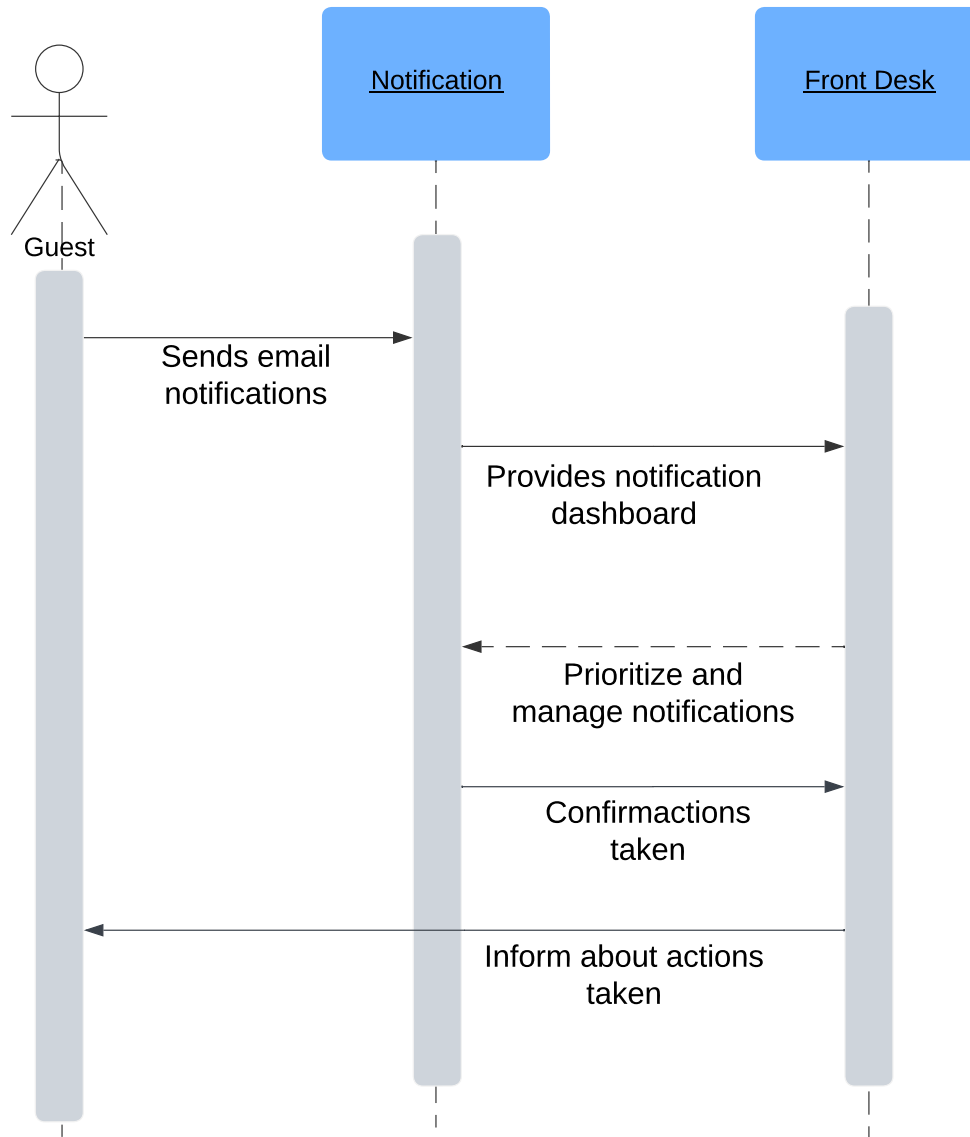 Notification
Front Desk
Guest
Sends email
notifications
Provides notification
dashboard
Prioritize and
manage notifications
Confirmactions
taken
Inform about actions
taken